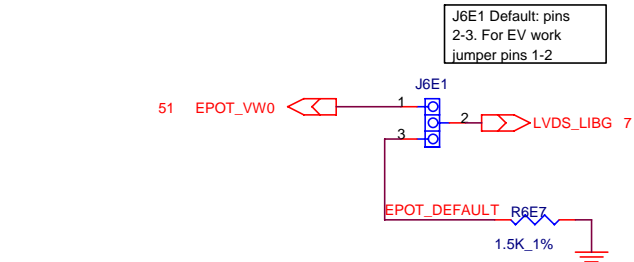 J6E1 Default: pins
2-3. For EV work
jumper pins 1-2
J6E1
51 EPOT_VW0
1
2
LVDS_LIBG 7
3
EPOT_DEFAULT R6E7
1.5K_1%